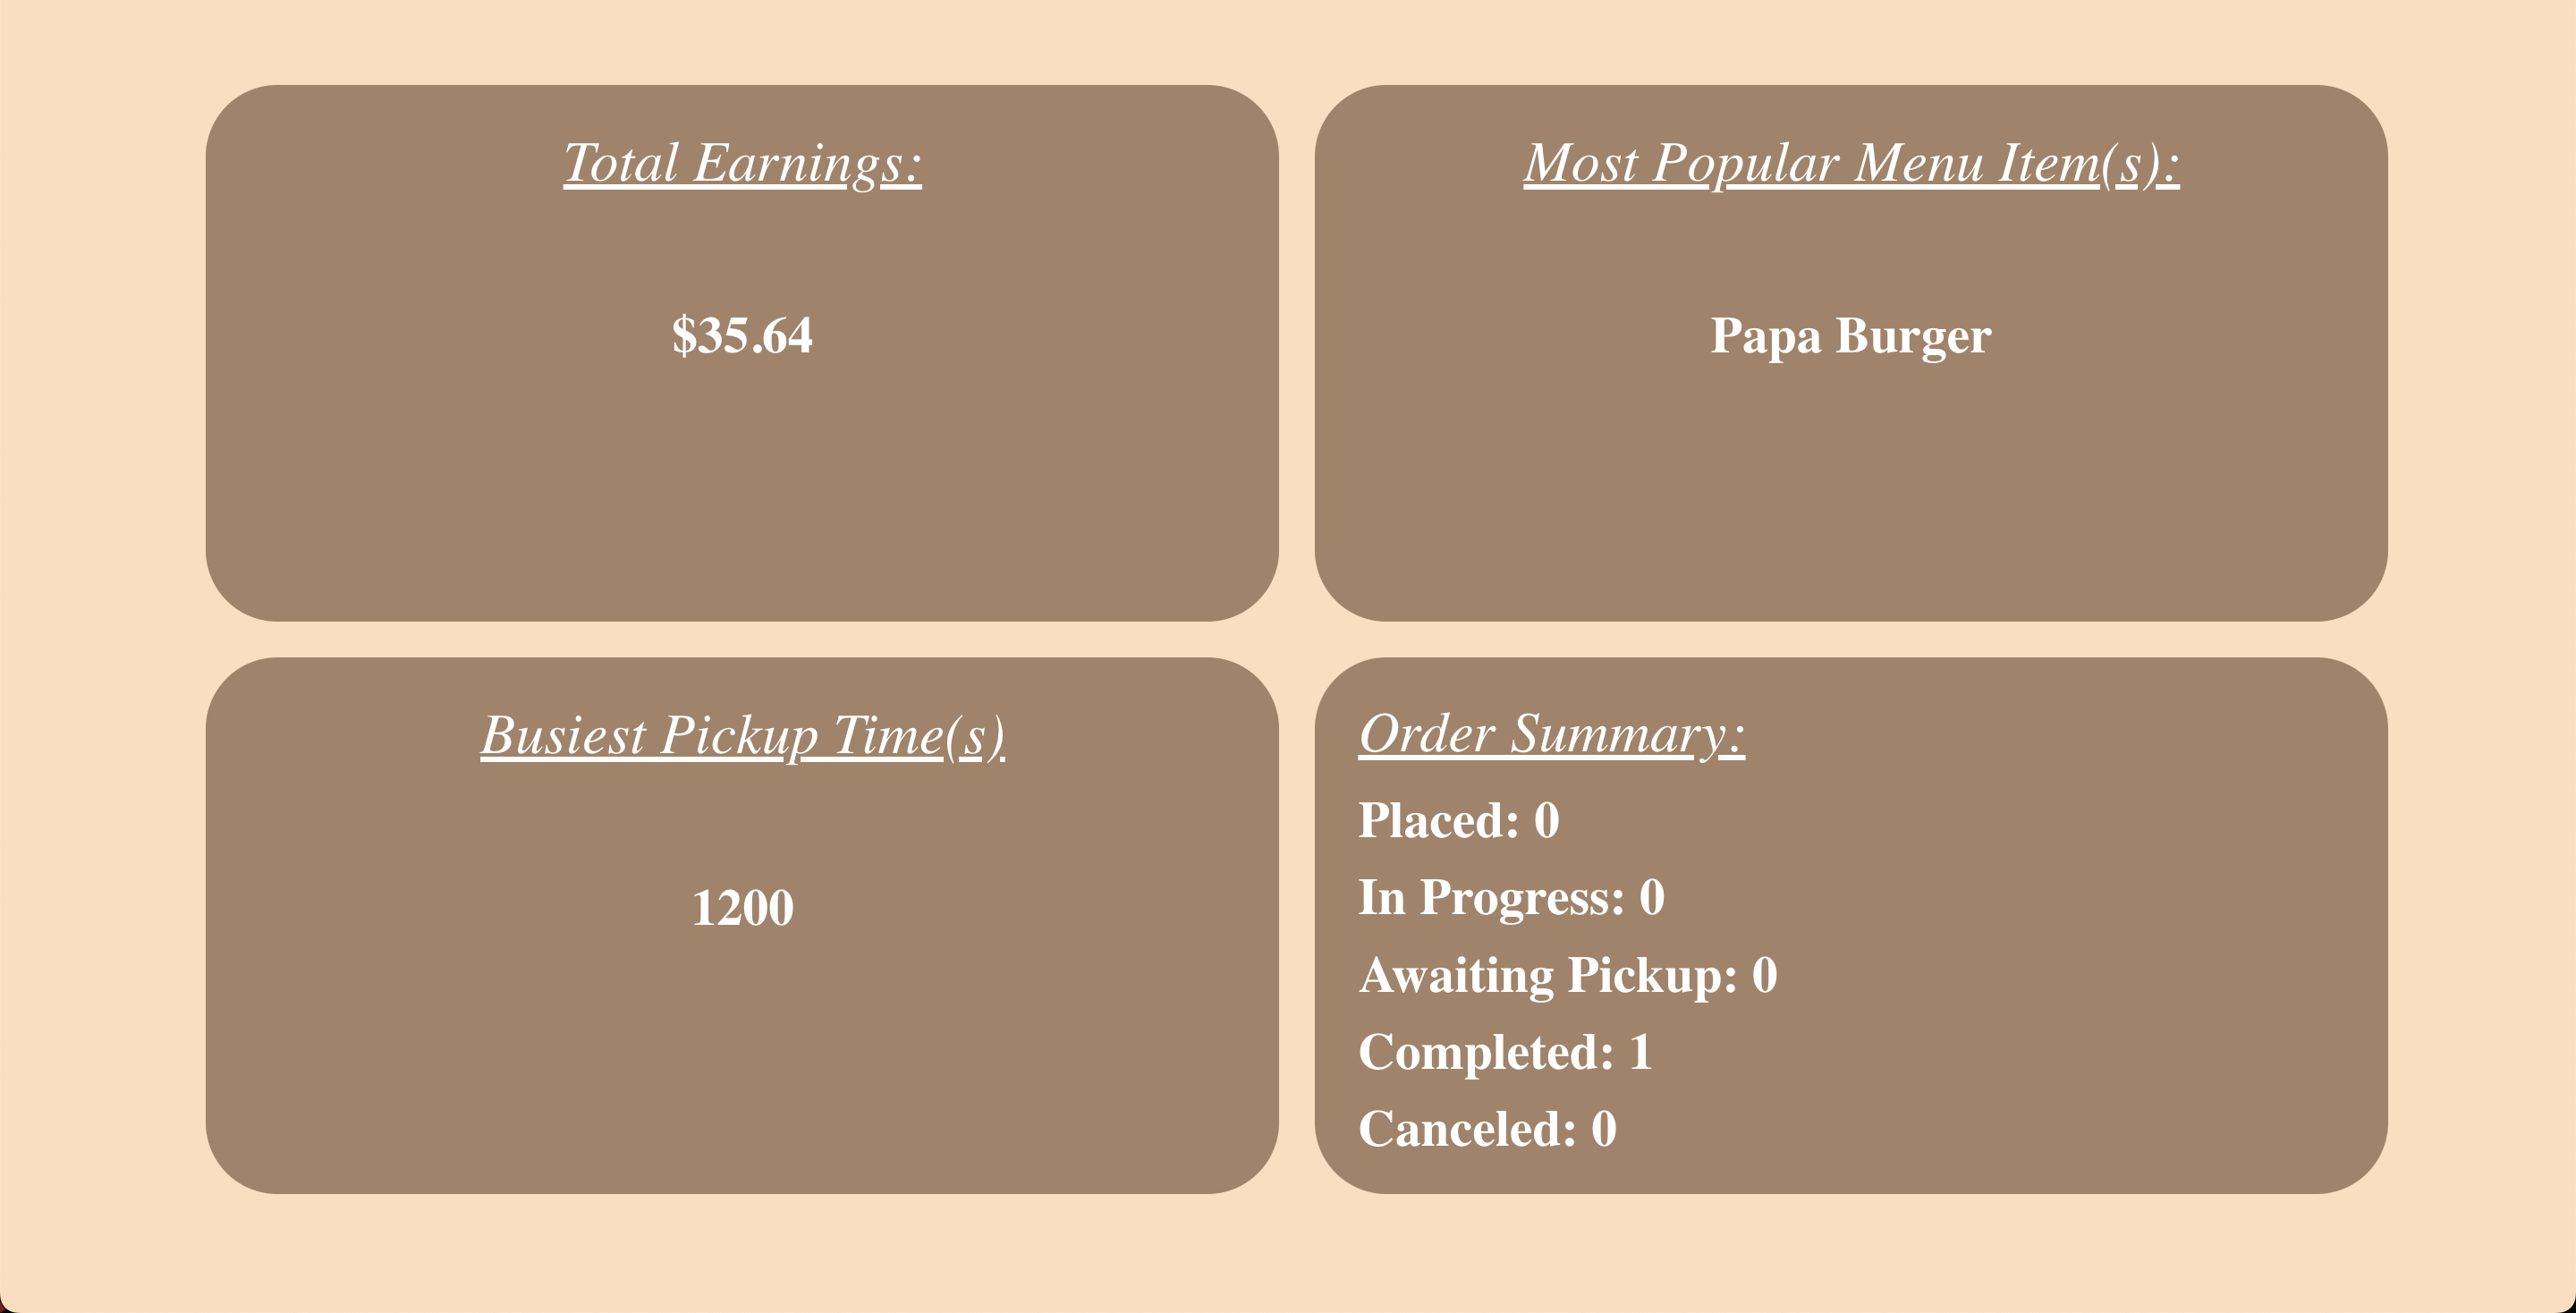 Total Earnings:
$35.64
Most Popular Menu Item(s):
Papa Burger
Busiest Pickup Time(s)
1200
Order Summary:
Placed: 0
In Progress: 0
Awaiting Pickup: 0
Completed: 1
Canceled: 0